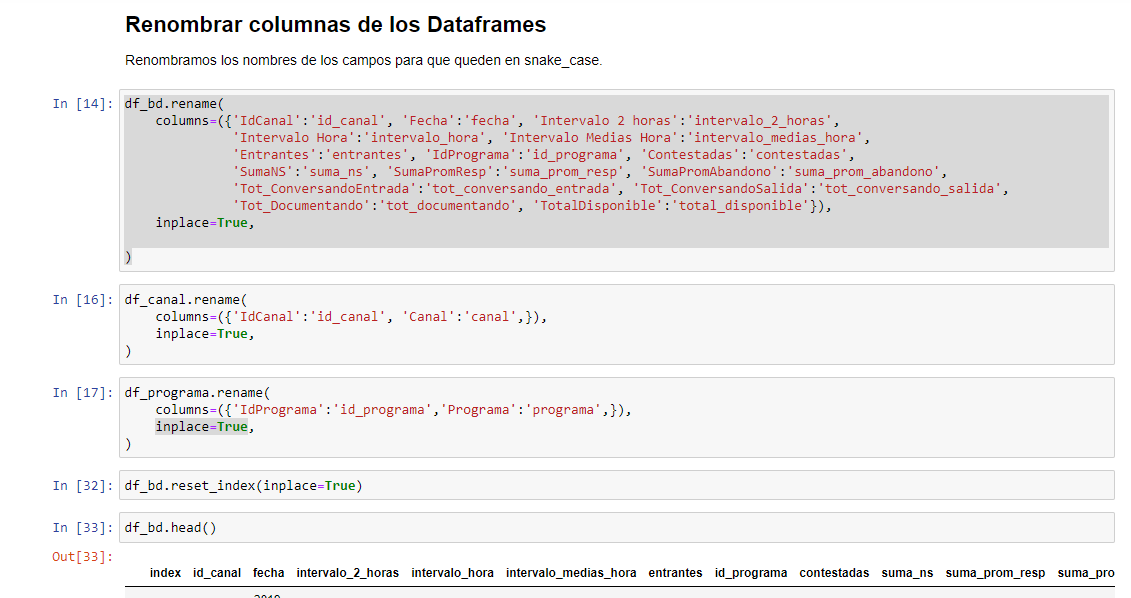 Renombrar columnas de los Dataframes
Renombramos los nombres de los campos para que queden en snake_case.
In [14]: df_bd.rename(
columns=({'IdCanal':'id_canal', 'Fecha':'fecha', 'Intervalo 2 horas':'intervalo_2_horas',
'Intervalo Hora':'intervalo_hora', 'Intervalo Medias Hora':'intervalo_medias_hora',
'Entrantes':'entrantes', 'IdPrograma':'id_programa', 'Contestadas':'contestadas',
'SumaNS':'suma_ns', 'SumaPromResp':'suma_prom_resp', 'SumaPromAbandono':'suma_prom_abandono',
'Tot_ConversandoEntrada':'tot_conversando_entrada', 'Tot_ConversandoSalida':'tot_conversando_salida',
'Tot_Documentando':'tot_documentando', 'TotalDisponible':'total_disponible'}),
inplace=True,
)
In [16]: df_canal.rename(
columns=({'IdCanal':'id_canal', 'Canal':'canal',}),
inplace=True,
)
In [17]: df_programa.rename(
columns=({'IdPrograma':'id_programa','Programa':'programa',}),
inplace=True,
)
In [32]: df_bd.reset_index(inplace=True)
In [33]: df_bd.head()
Out[33]:
index id_canal fecha intervalo_2_horas intervalo_hora intervalo_medias_hora entrantes id_programa contestadas suma_ns suma_prom_resp suma_pro